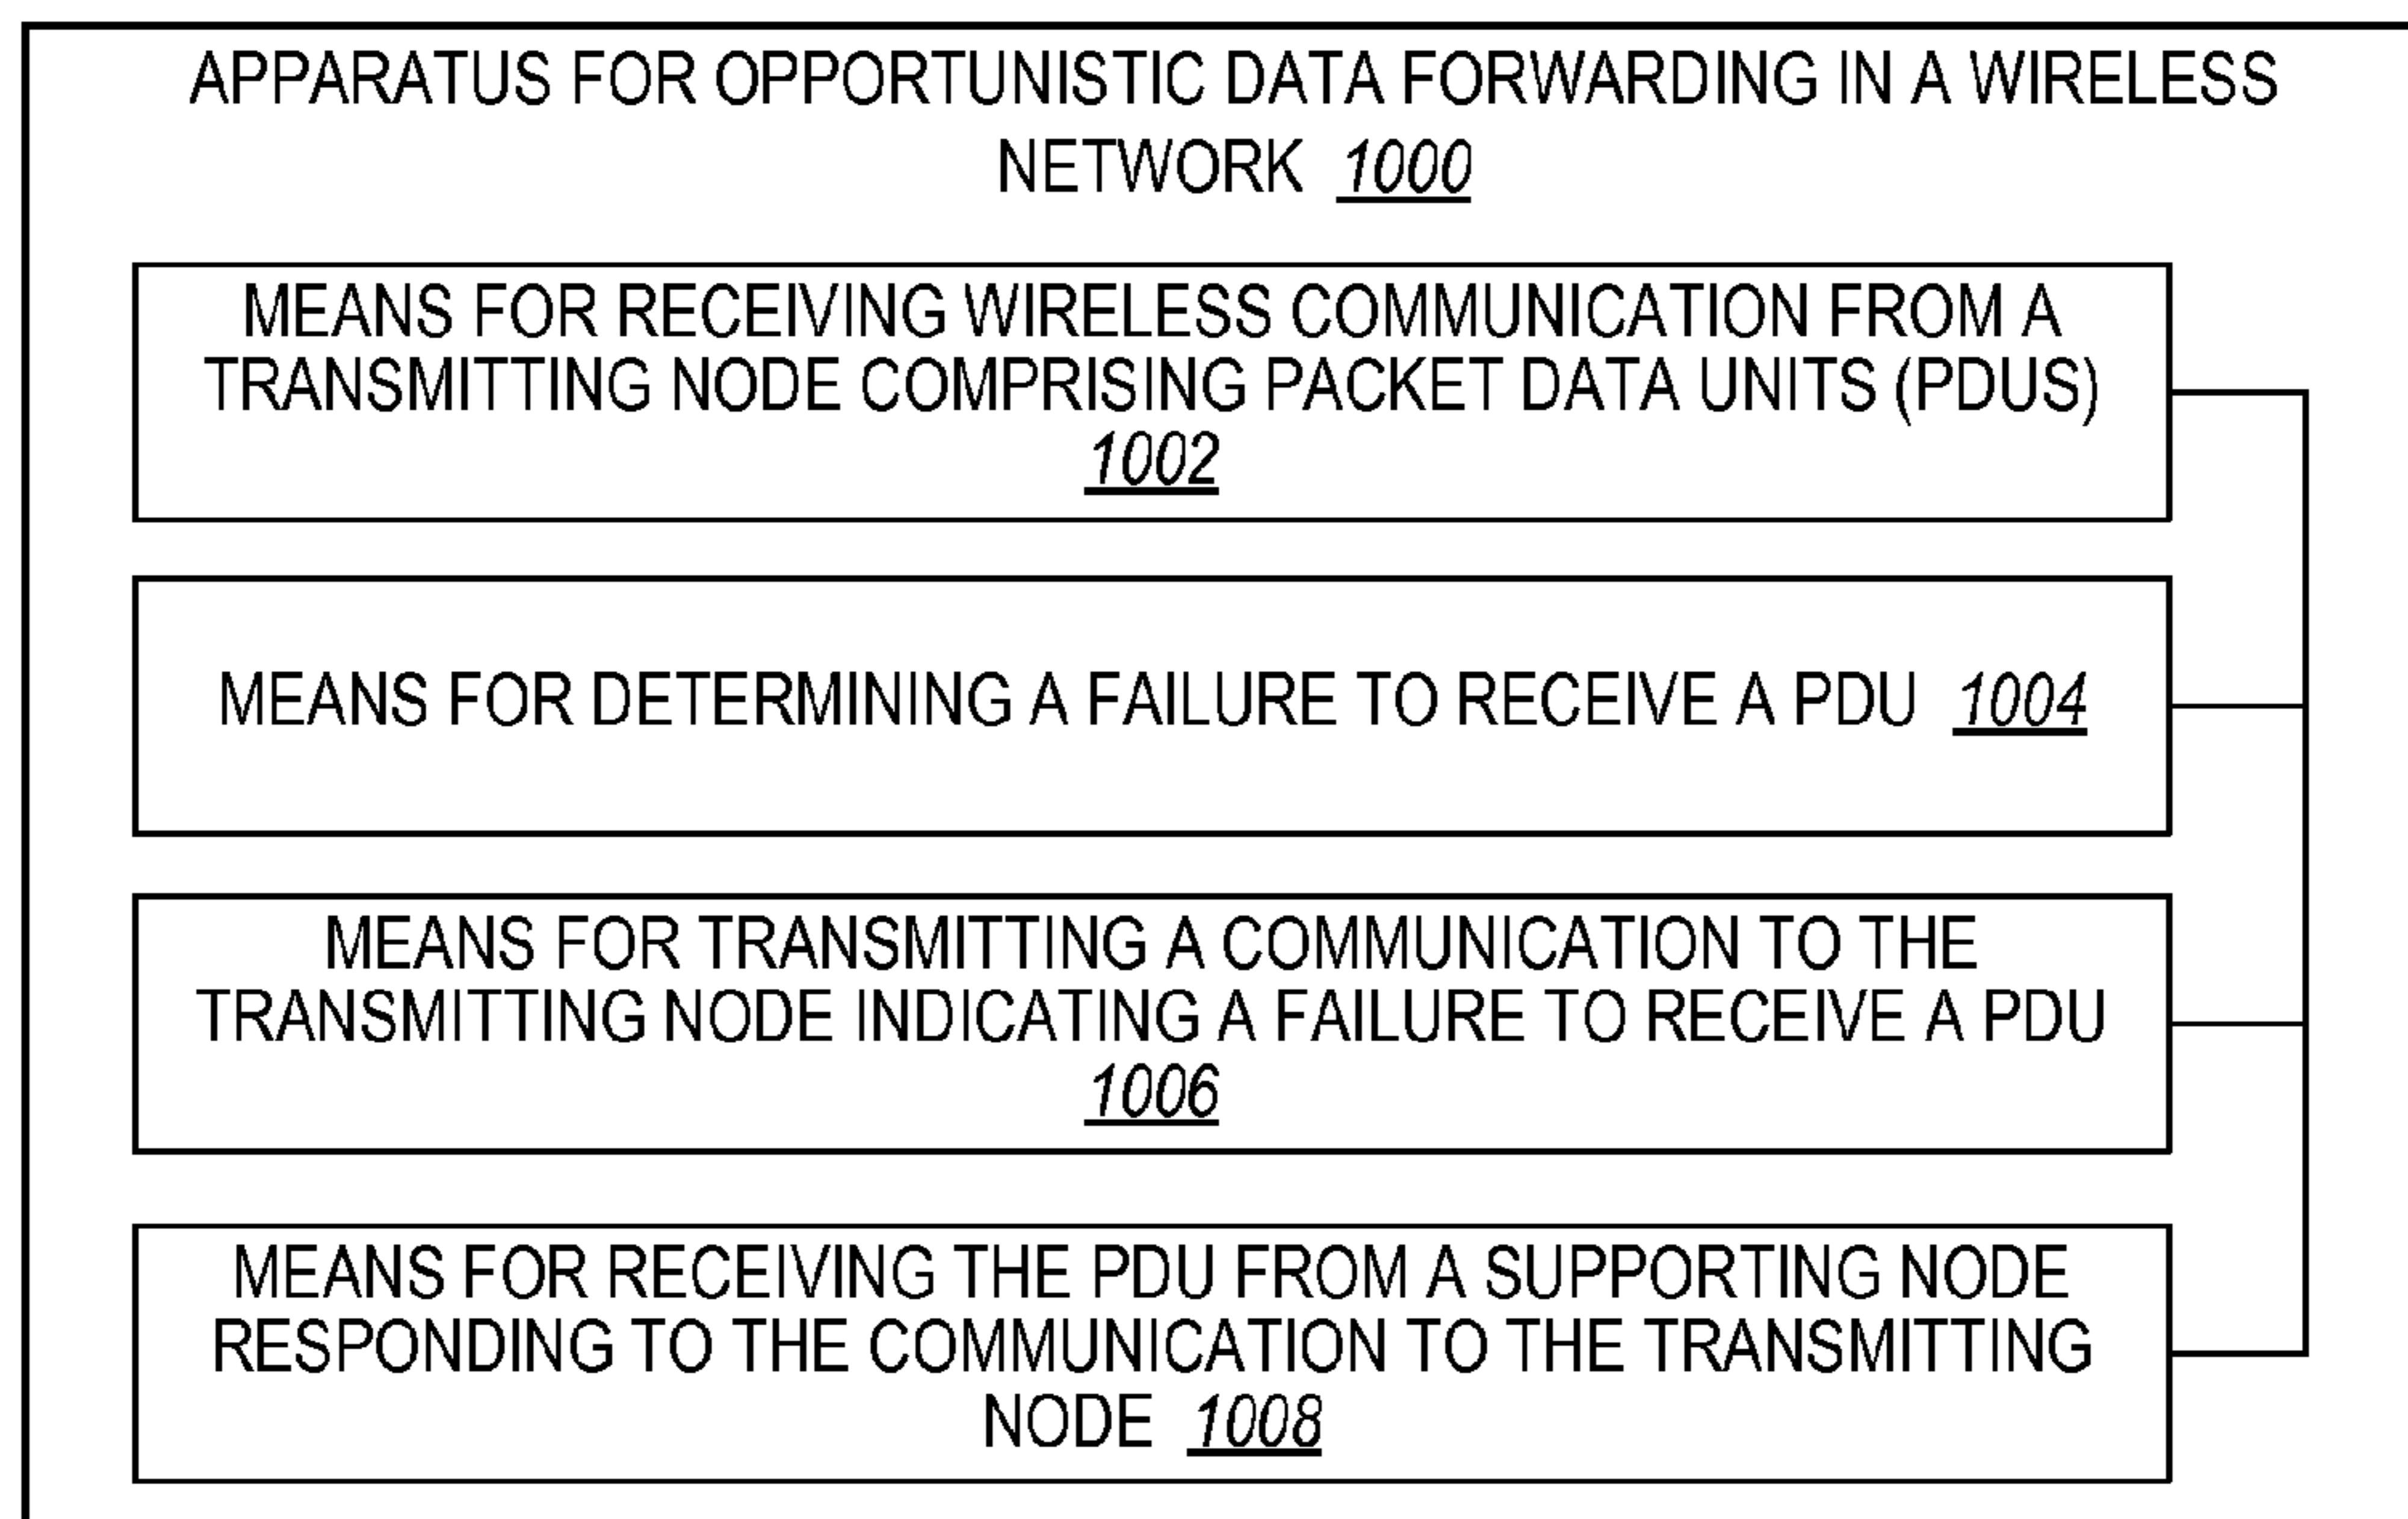 APPARATUS FOR OPPORTUNISTIC DATA FORWARDING IN A WIRELESS
NETWORK 1000
MEANS FOR RECEIVING WIRELESS COMMUNICATION FROM A
TRANSMITTING NODE COMPRISING PACKET DATA UNITS (PDUS)
1002
MEANS FOR DETERMINING A FAILURE TO RECEIVE A PDU 1004
MEANS FOR TRANSMITTING A COMMUNICATION TO THE
TRANSMITTING NODE INDICATING A FAILURE TO RECEIVE A PDU
1006
MEANS FOR RECEIVING THE PDU FROM A SUPPORTING NODE
RESPONDING TO THE COMMUNICATION TO THE TRANSMITTING
NODE 1008